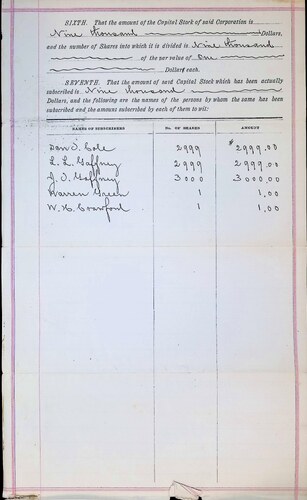 SIXTH. That the amount of the Capital Stock of said Corporation is
Nine thousand Dollars,
and the number of Shares into which it is divided is Nine thousand
of the par value of One
Dollars each.
SEVENTH. That the amount of said Capital Stock which has been actually
subscribed is Nine thousand
Dollars, and the following are the names of the persons by whom the same has been
subscribed and the amount subscribed by each of them to wit:
NAMES OF SUBSCRIBERS No. OF SHARES AMOUNT
Dan T. Cole 2999 $2999.00
L. L. Gaffney 2999 2999.00
J. T. Gaffney 3000 3000.00
Warren Green 1 1.00
W. H. Crawford 1 1.00